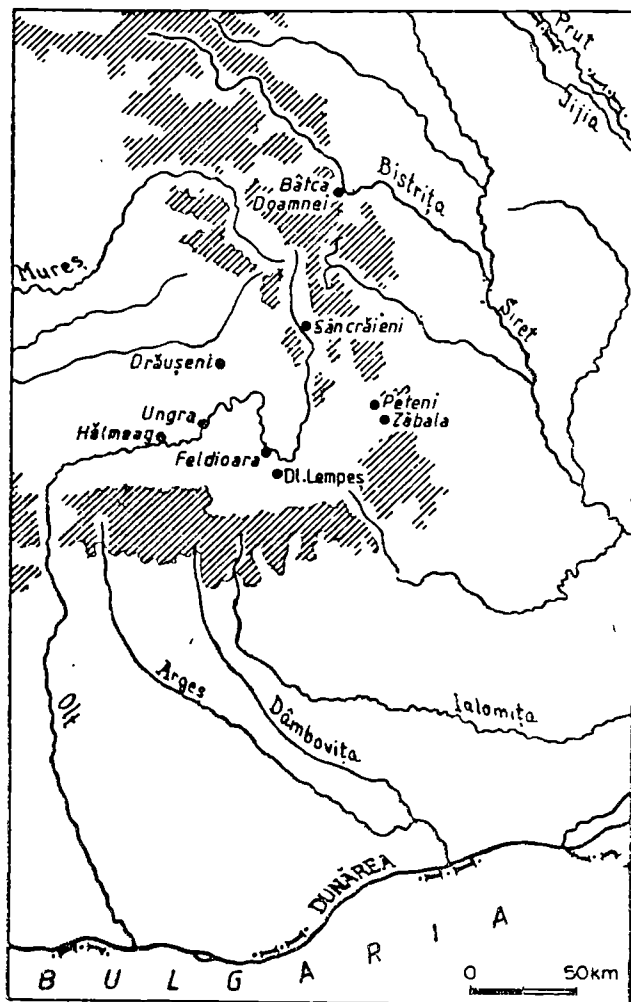 Prut
Jijia
Bâtca
Doamnei
Bistrița
Mureș
Siret
Sâncrăieni
Drăușeni
Peteni
Zăbala
Ungra
Hălmeag
Feldioara
Dl. Lempeș
Olt
Argeș
Dâmbovița
Ialomița
DUNĂREA
BULGARIA
0 50km